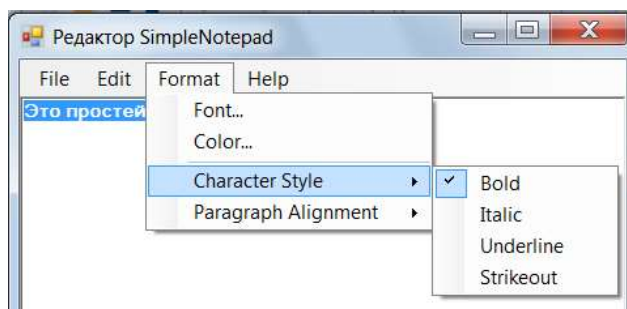 Редактор SimpleNotepad
File Edit Format Help
Это простей
Font...
Color...
Character Style
Paragraph Alignment
Bold
Italic
Underline
Strikeout